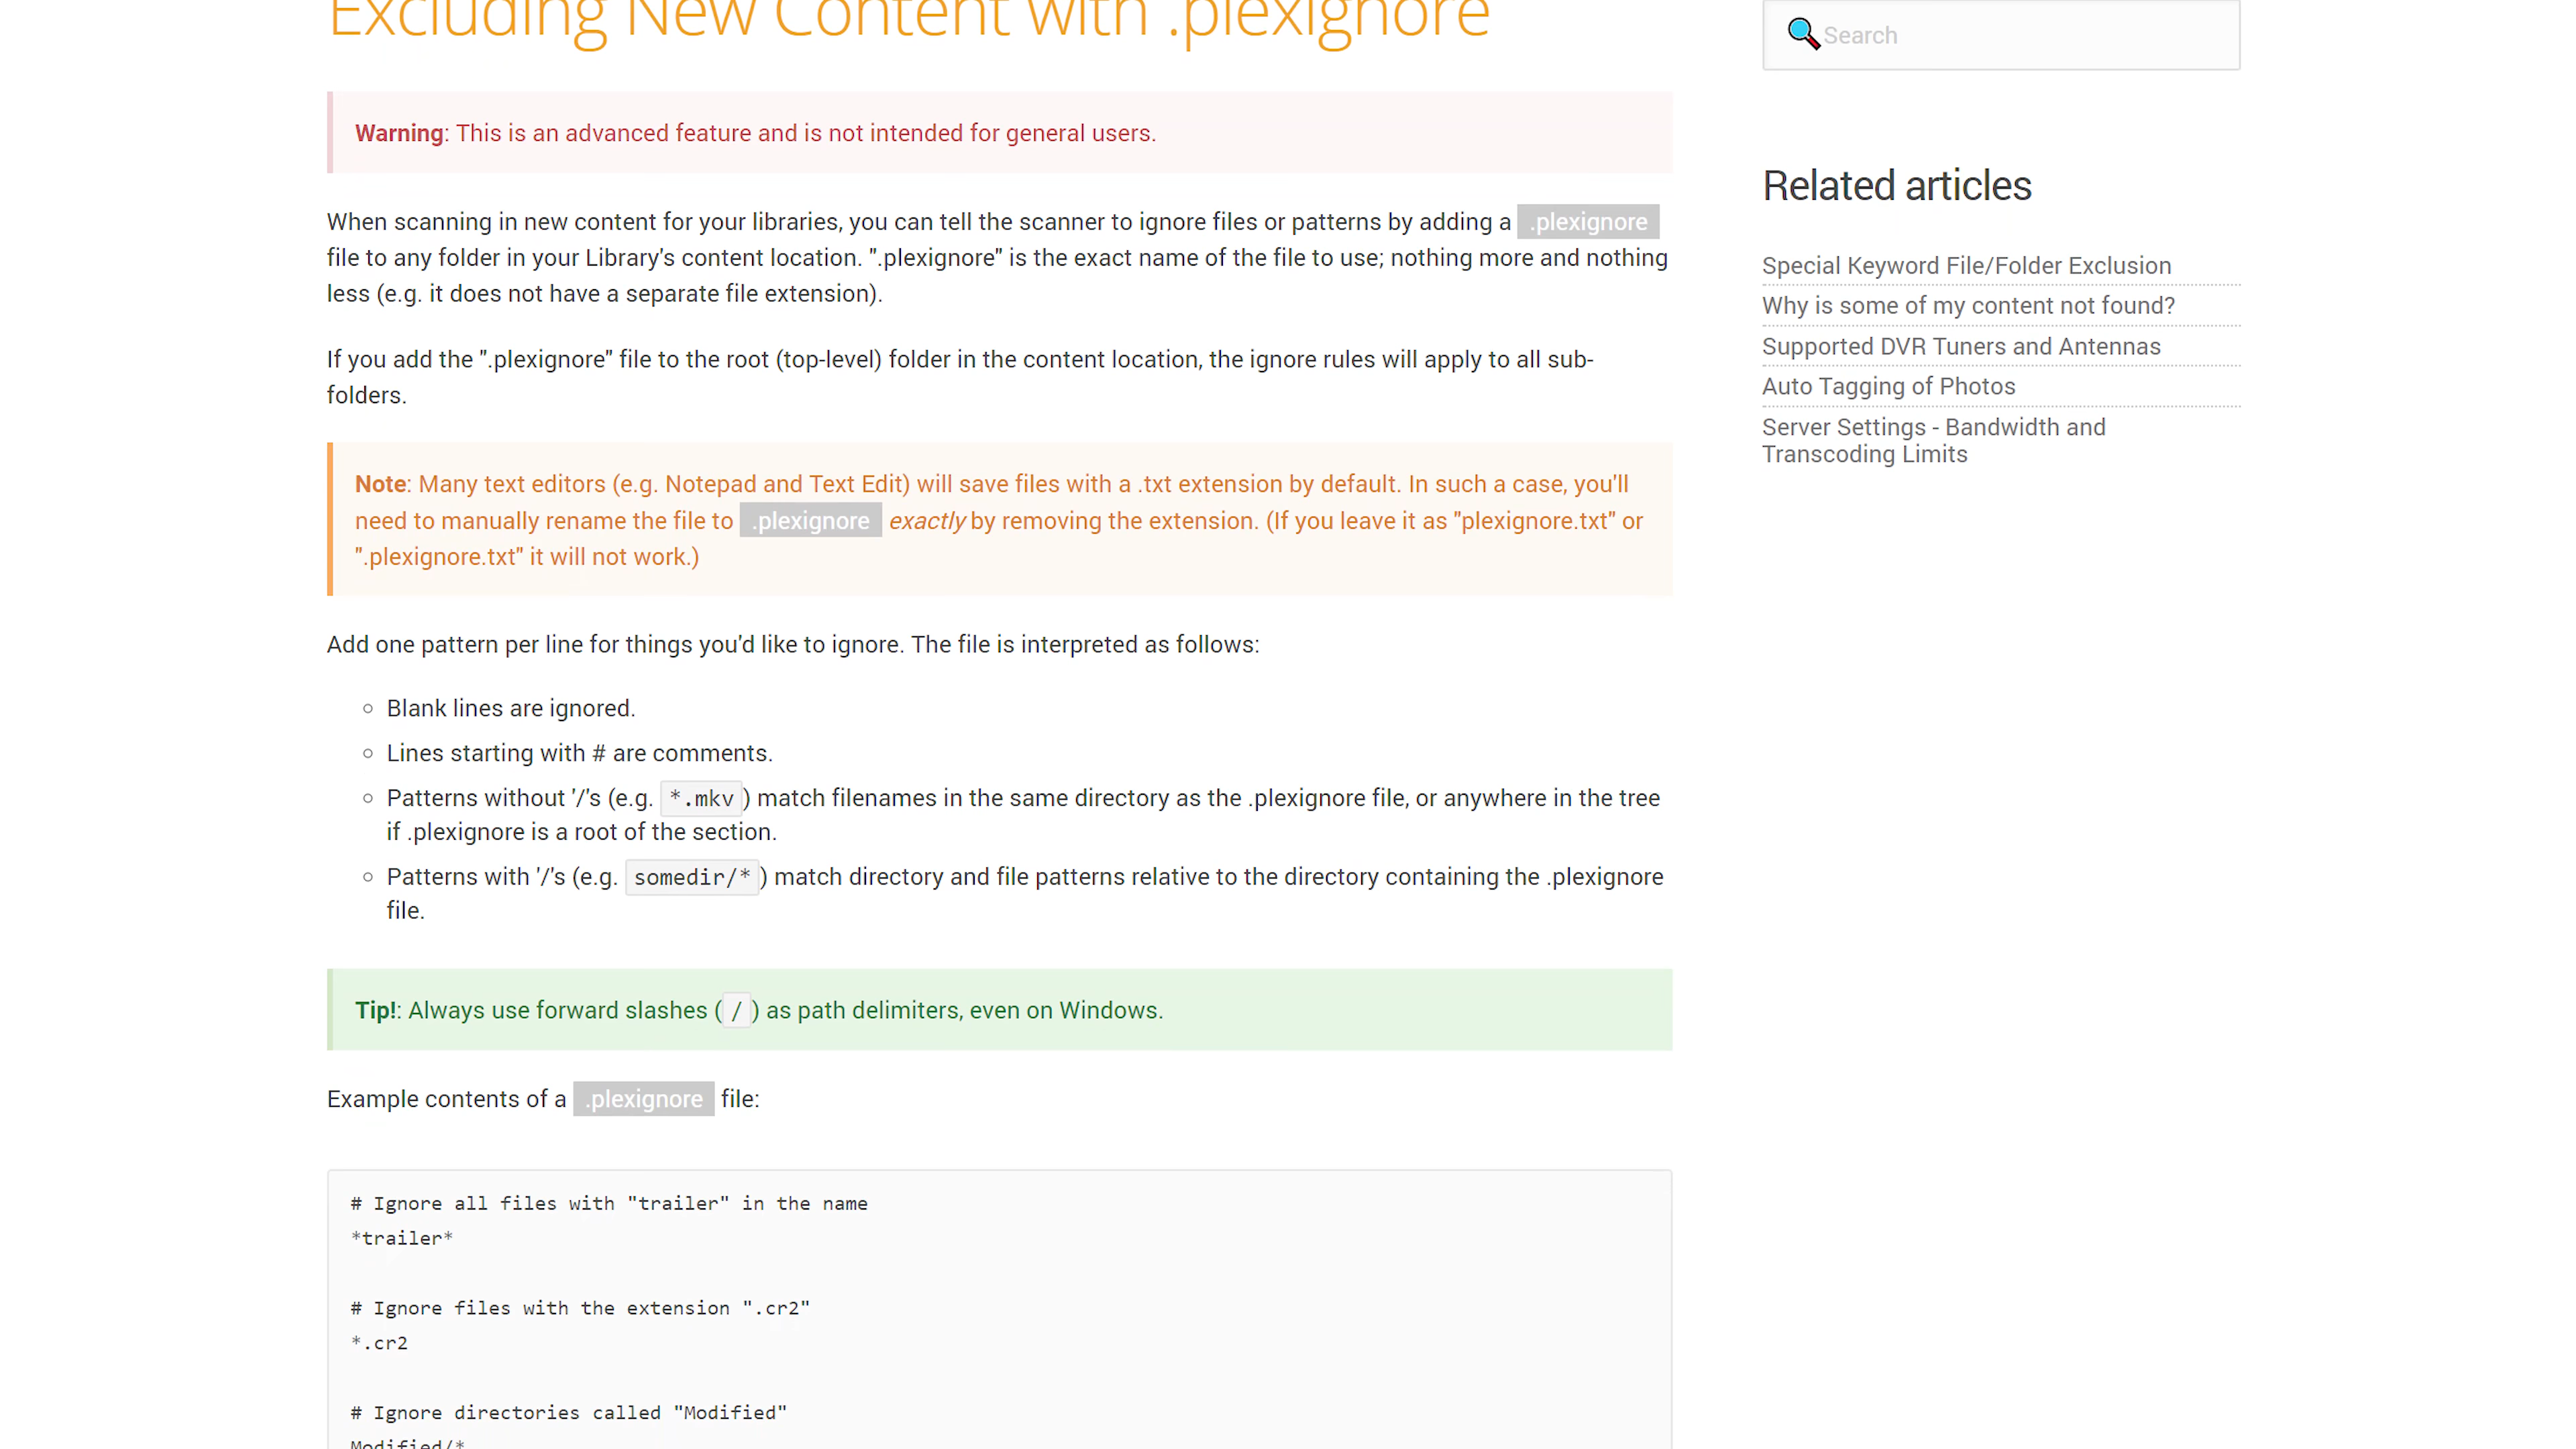 Excluding New Content with .plexignore
Warning: This is an advanced feature and is not intended for general users.
When scanning in new content for your libraries, you can tell the scanner to ignore files or patterns by adding a .plexignore
file to any folder in your Library's content location. ".plexignore" is the exact name of the file to use; nothing more and nothing
less (e.g. it does not have a separate file extension).
If you add the ".plexignore" file to the root (top-level) folder in the content location, the ignore rules will apply to all sub-
folders.
Note: Many text editors (e.g. Notepad and Text Edit) will save files with a .txt extension by default. In such a case, you'll
need to manually rename the file to .plexignore exactly by removing the extension. (If you leave it as "plexignore.txt" or
".plexignore.txt" it will not work.)
Add one pattern per line for things you'd like to ignore. The file is interpreted as follows:
Blank lines are ignored.
Lines starting with # are comments.
Patterns without '/'s (e.g. *.mkv ) match filenames in the same directory as the .plexignore file, or anywhere in the tree
if .plexignore is a root of the section.
Patterns with '/'s (e.g. somedir/* ) match directory and file patterns relative to the directory containing the .plexignore
file.
Tip!: Always use forward slashes ( / ) as path delimiters, even on Windows.
Example contents of a .plexignore file:
# Ignore all files with "trailer" in the name
*trailer*
# Ignore files with the extension ".cr2"
*.cr2
# Ignore directories called "Modified"
Modified/*
Search
Related articles
Special Keyword File/Folder Exclusion
Why is some of my content not found?
Supported DVR Tuners and Antennas
Auto Tagging of Photos
Server Settings - Bandwidth and
Transcoding Limits